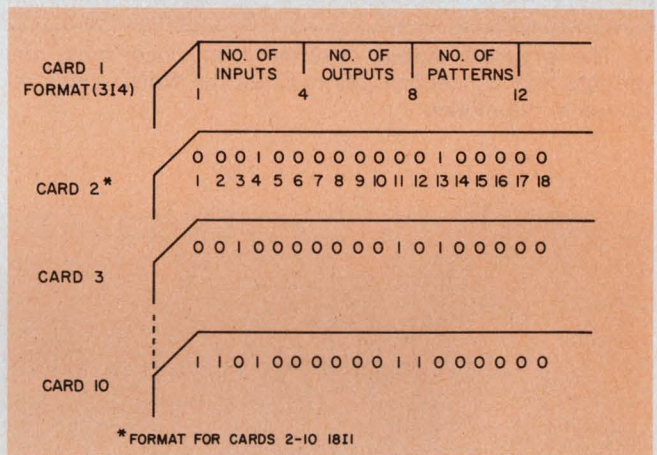 CARD 1
FORMAT(3I4)
NO. OF
INPUTS
NO. OF
OUTPUTS
NO. OF
PATTERNS
1 4 8 12
CARD 2*
0 0 0 1 0 0 0 0 0 0 0 0 1 0 0 0 0 0
1 2 3 4 5 6 7 8 9 10 11 12 13 14 15 16 17 18
CARD 3
0 0 1 0 0 0 0 0 0 0 1 0 1 0 0 0 0 0
CARD 10
1 1 0 1 0 0 0 0 0 0 1 1 0 0 0 0 0 0
*FORMAT FOR CARDS 2-10 18I1